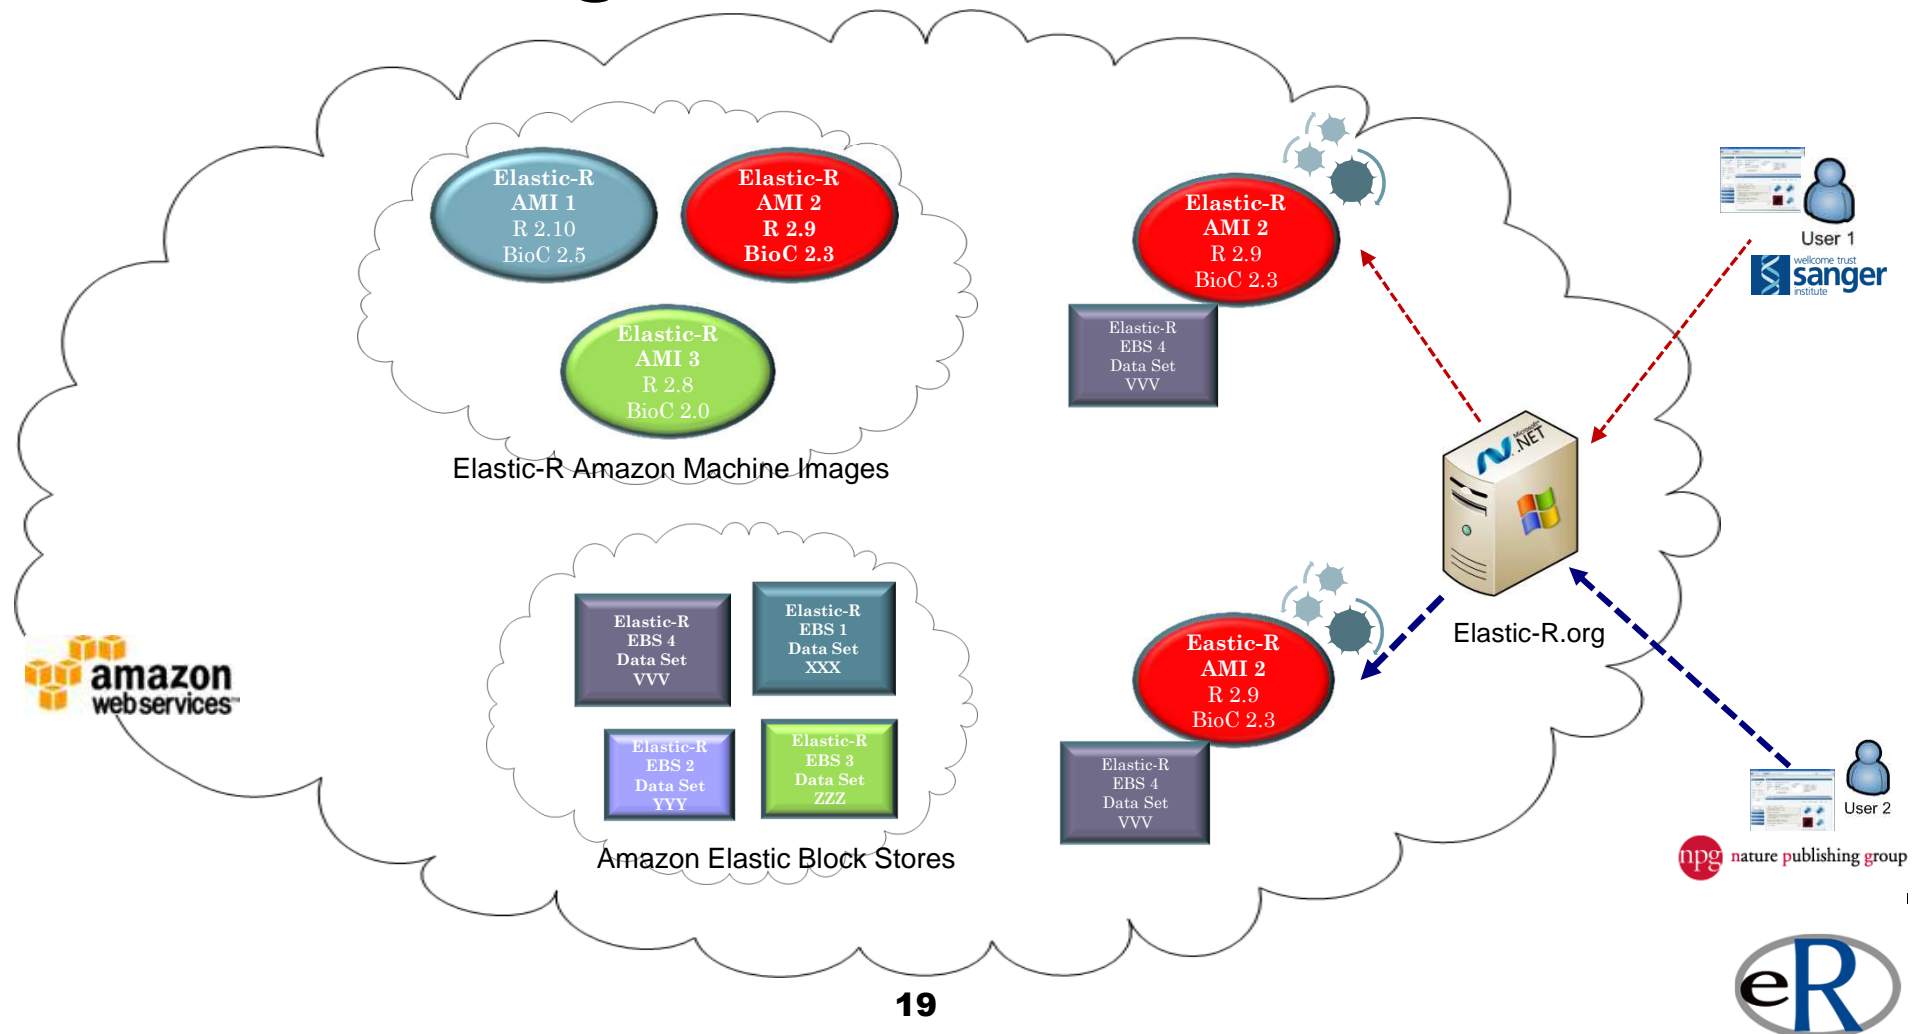 Elastic-R
AMI 1
R 2.10
BioC 2.5
Elastic-R
AMI 2
R 2.9
BioC 2.3
Elastic-R
AMI 3
R 2.8
BioC 2.0
Elastic-R Amazon Machine Images
Elastic-R
EBS 4
Data Set
VVV
Elastic-R
EBS 1
Data Set
XXX
Elastic-R
EBS 2
Data Set
YYY
Elastic-R
EBS 3
Data Set
ZZZ
Amazon Elastic Block Stores
amazon
webservices™
Elastic-R
AMI 2
R 2.9
BioC 2.3
Elastic-R
EBS 4
Data Set
VVV
Eastic-R
AMI 2
R 2.9
BioC 2.3
Elastic-R
EBS 4
Data Set
VVV
Microsoft
.NET
Elastic-R.org
User 1
wellcome trust
sanger
institute
User 2
npg nature publishing group
eR
19